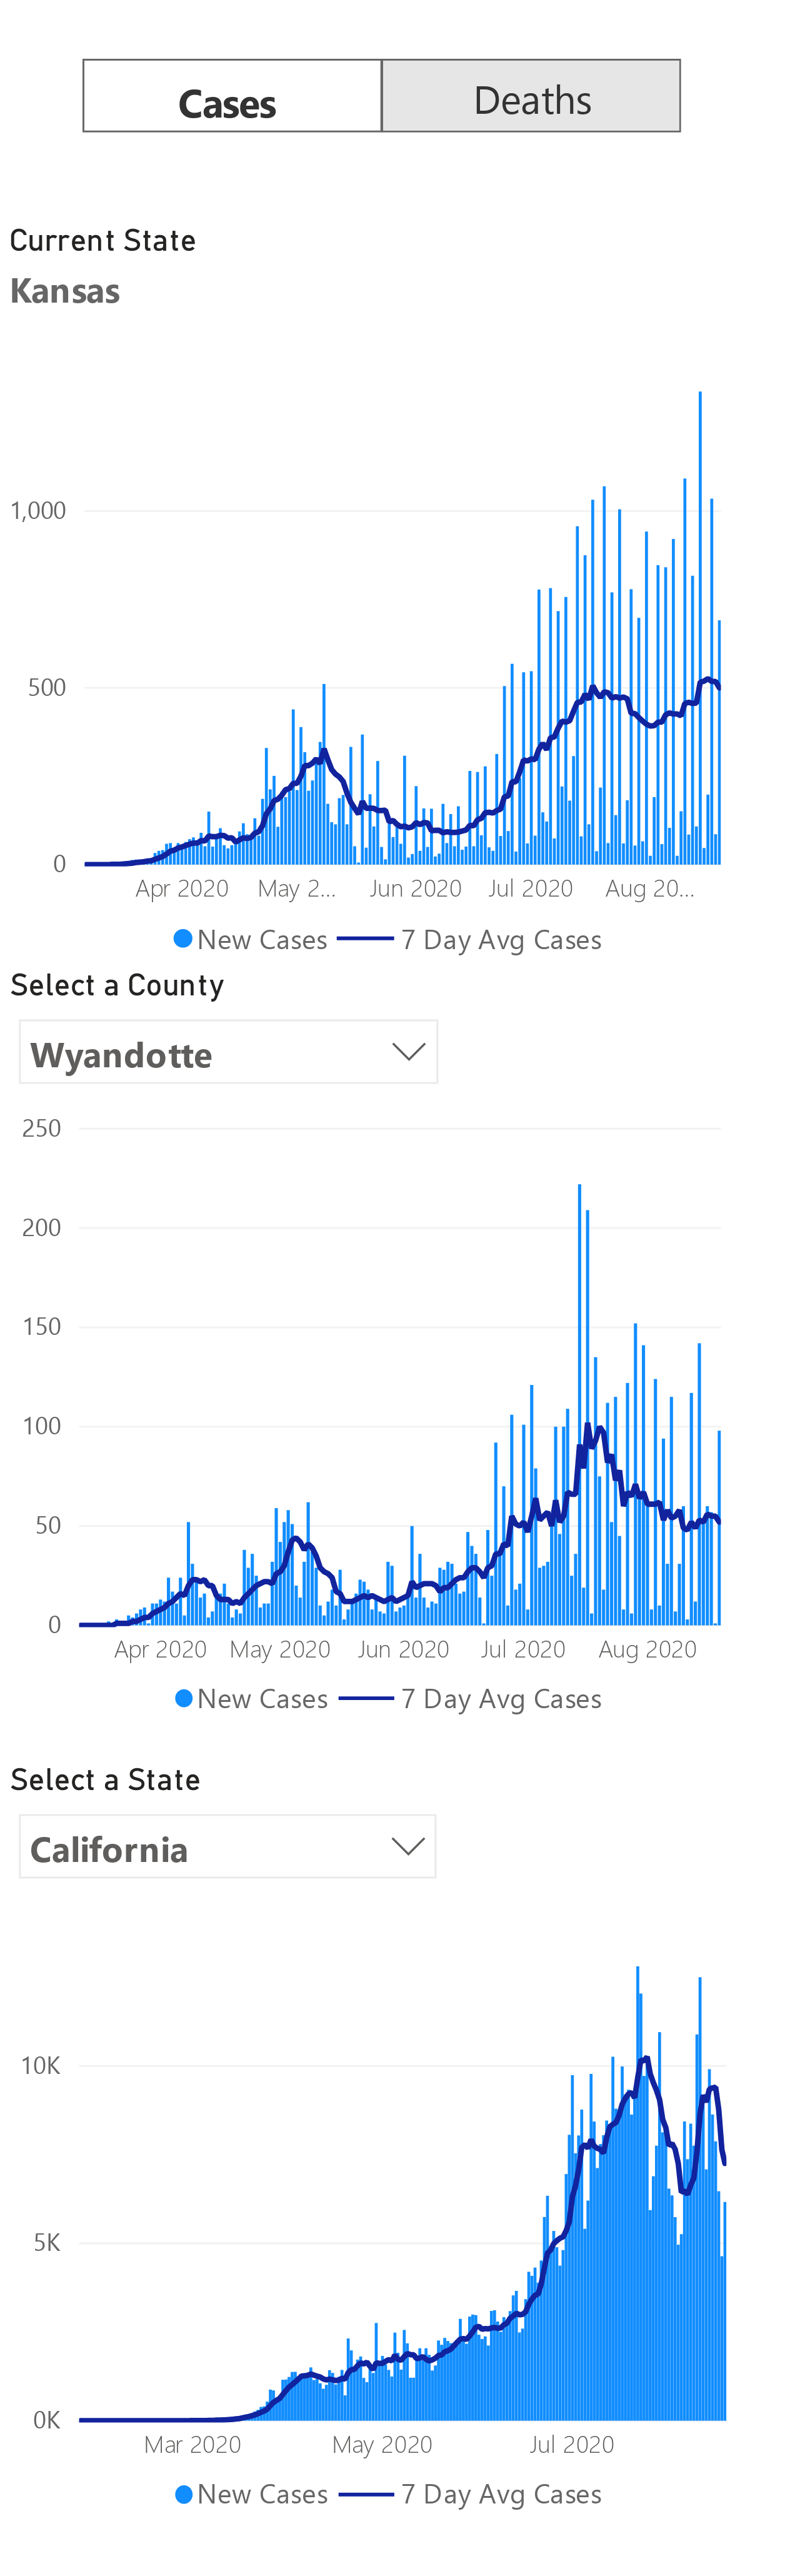 Cases Deaths
Current State
Kansas
1,000
500
0
Apr 2020 May 2... Jun 2020 Jul 2020 Aug 20...
New Cases 7 Day Avg Cases
Select a County
Wyandotte
250
200
150
100
50
0
Apr 2020 May 2020 Jun 2020 Jul 2020 Aug 2020
New Cases 7 Day Avg Cases
Select a State
California
10K
5K
0K
Mar 2020 May 2020 Jul 2020
New Cases 7 Day Avg Cases